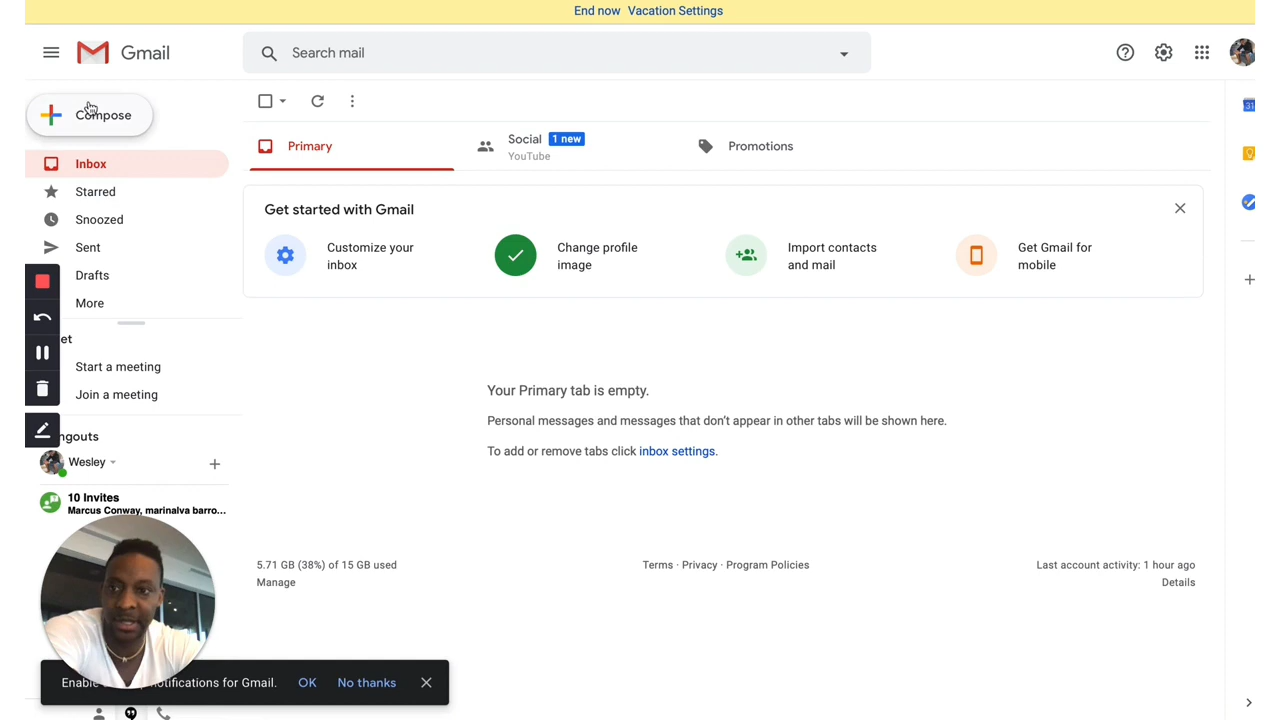 End now Vacation Settings
Gmail
Search mail
Compose
Primary
Social 1 new
YouTube
Promotions
Inbox
Starred
Snoozed
Sent
Drafts
More
Get started with Gmail
Customize your
inbox
Change profile
image
Import contacts
and mail
Get Gmail for
mobile
et
Start a meeting
Join a meeting
ngouts
Wesley
10 Invites
Marcus Conway, marinalva barro...
Your Primary tab is empty.
Personal messages and messages that don't appear in other tabs will be shown here.
To add or remove tabs click inbox settings.
5.71 GB (38%) of 15 GB used
Manage
Terms · Privacy · Program Policies
Last account activity: 1 hour ago
Details
31
Enable notifications for Gmail. OK No thanks